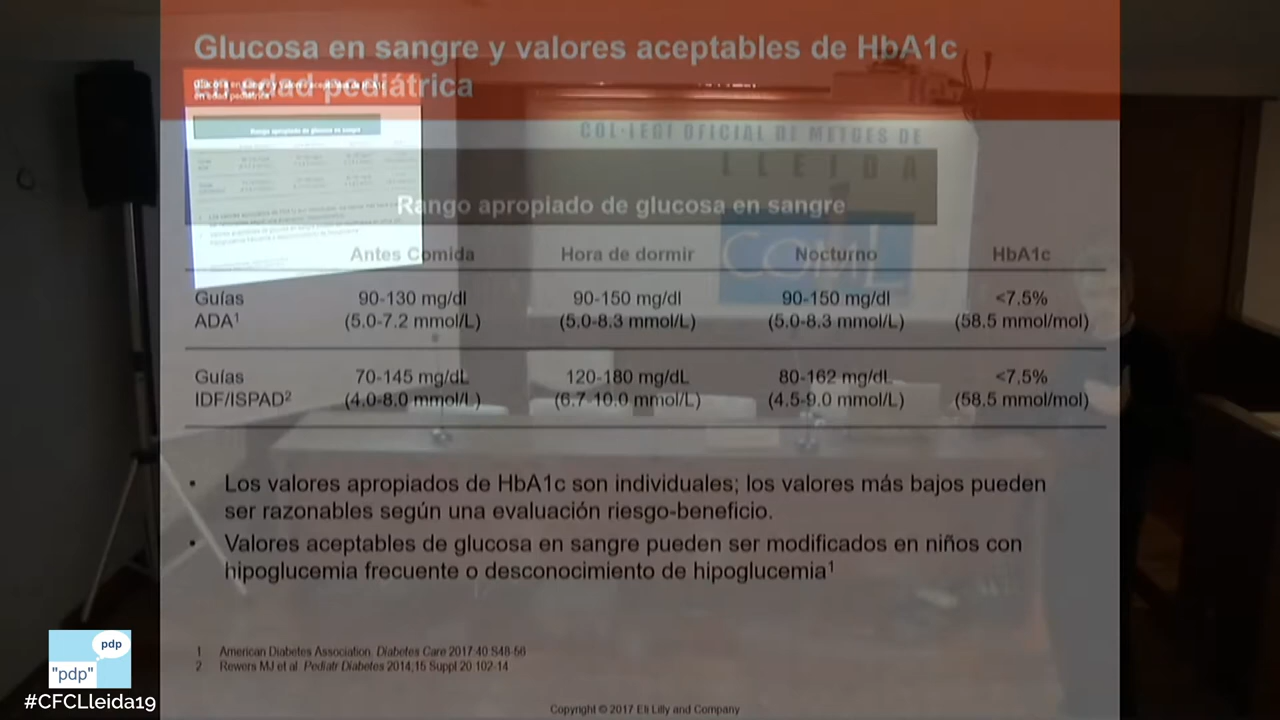 Glucosa en sangre y valores aceptables de HbA1c
en edad pediátrica
COL·LEGI OFICIAL DE METGES DE
LLEIDA
Rango apropiado de glucosa en sangre
Antes Comida Hora de dormir Nocturno HbA1c
COMLL
Guías 90-130 mg/dl 90-150 mg/dl 90-150 mg/dl <7.5%
ADA¹ (5.0-7.2 mmol/L) (5.0-8.3 mmol/L) (5.0-8.3 mmol/L) (58.5 mmol/mol)
Guías 70-145 mg/dL 120-180 mg/dL 80-162 mg/dL <7.5%
IDF/ISPAD² (4.0-8.0 mmol/L) (6.7-10.0 mmol/L) (4.5-9.0 mmol/L) (58.5 mmol/mol)
• Los valores apropiados de HbA1c son individuales; los valores más bajos pueden
ser razonables según una evaluación riesgo-beneficio.
• Valores aceptables de glucosa en sangre pueden ser modificados en niños con
hipoglucemia frecuente o desconocimiento de hipoglucemia¹
1 American Diabetes Association. Diabetes Care 2017:40 S48-56
2 Rewers MJ et al. Pediatr Diabetes 2014;15 Suppl 20 102-14
Copyright © 2017 Eli Lilly and Company
pdp
"pdp"
#CFCLleida19